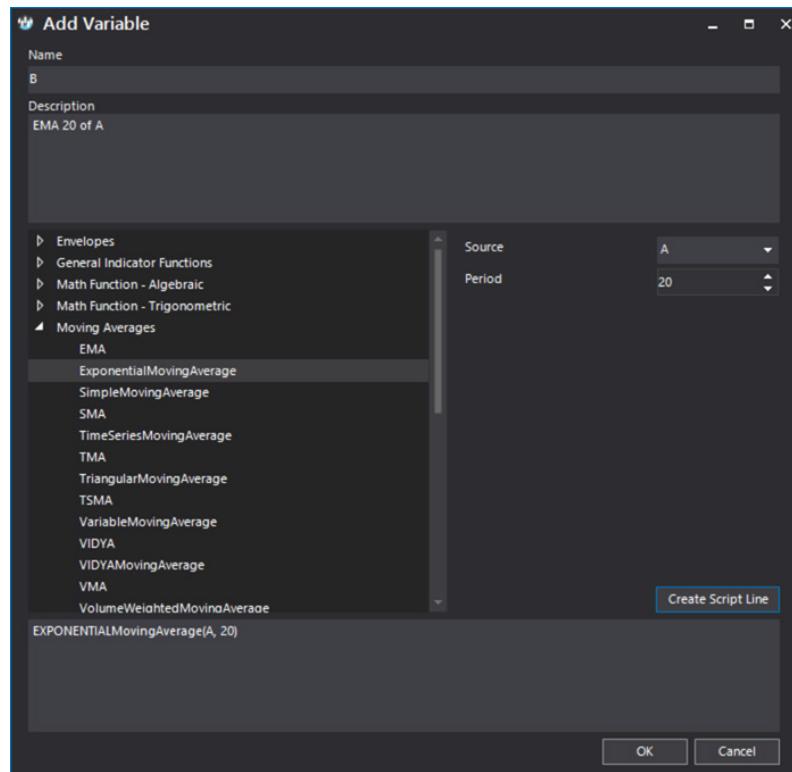 Add Variable
Name
B
Description
EMA 20 of A
Envelopes
General Indicator Functions
Math Function - Algebraic
Math Function - Trigonometric
Moving Averages
EMA
ExponentialMovingAverage
SimpleMovingAverage
SMA
TimeSeriesMovingAverage
TMA
TriangularMovingAverage
TSMA
VariableMovingAverage
VIDYA
VIDYAMovingAverage
VMA
VolumeWeightedMovingAverage
Source A
Period 20
Create Script Line
EXPONENTIALMovingAverage(A, 20)
OK Cancel